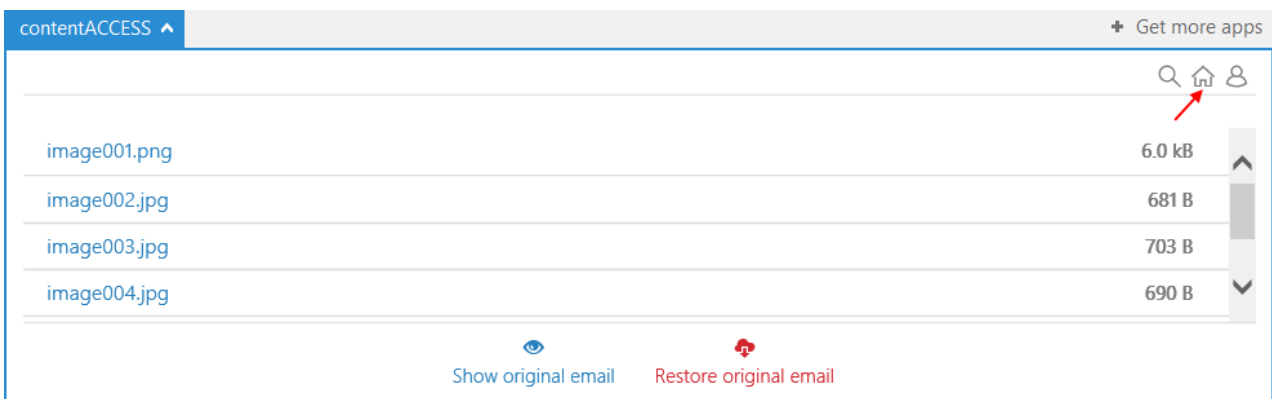 contentACCESS
Get more apps
image001.png 6.0 kB
image002.jpg 681 B
image003.jpg 703 B
image004.jpg 690 B
Show original email Restore original email